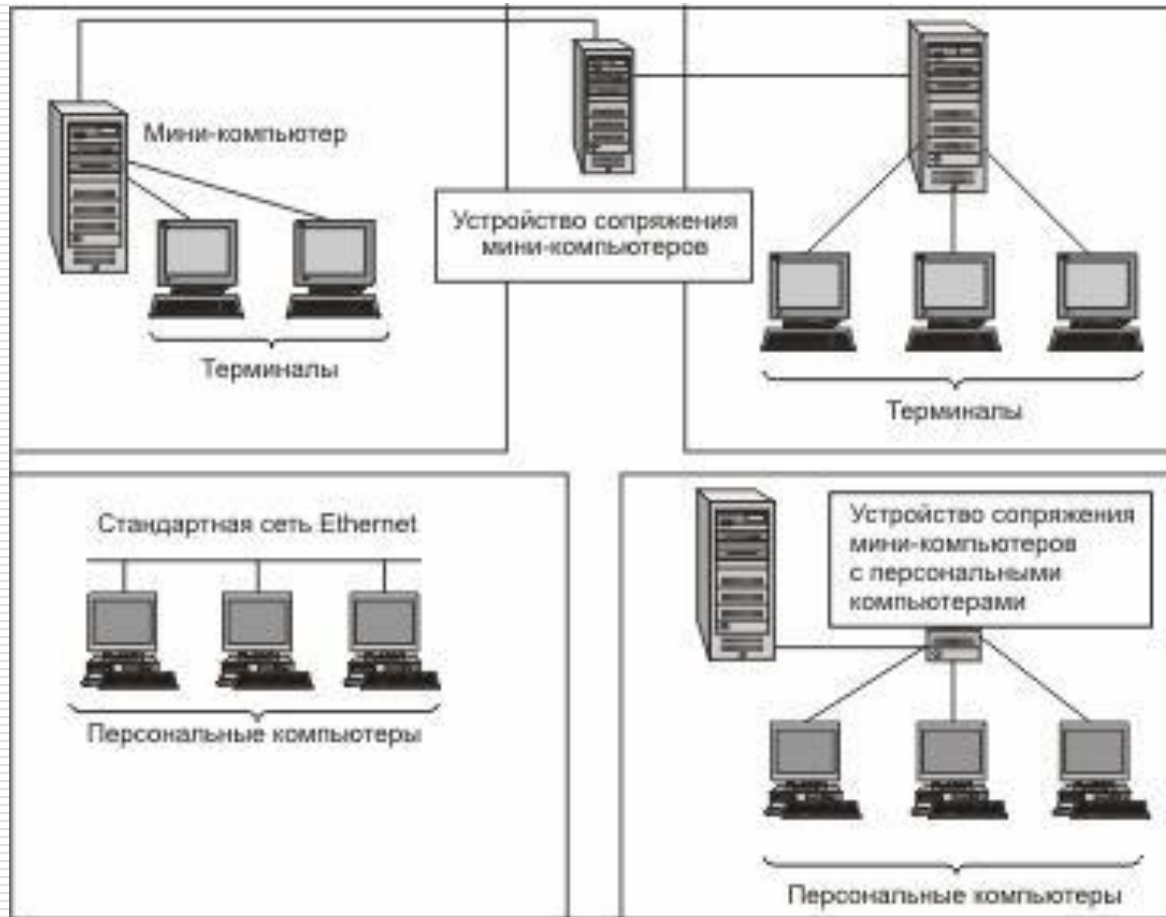 Мини-компьютер
Устройство сопряжения
мини-компьютеров
Терминалы
Терминалы
Стандартная сеть Ethernet
Персональные компьютеры
Устройство сопряжения
мини-компьютеров
с персональными
компьютерами
Персональные компьютеры